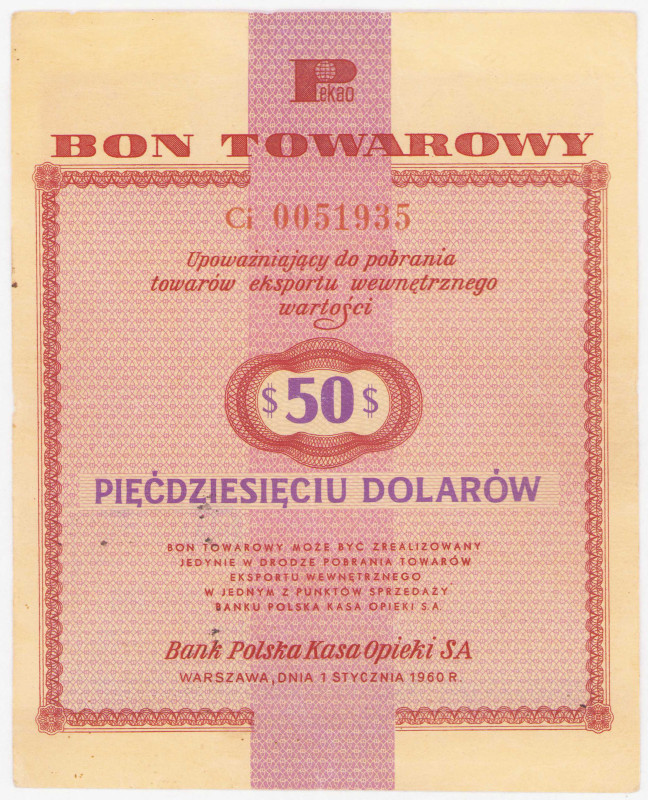 Pekao
BON TOWAROWY
Ci 0051935
Upoważniający do pobrania
towarów eksportu wewnętrznego
wartości
$50$
PIĘĆDZIESIĘCIU DOLARÓW
BON TOWAROWY MOŻE BYĆ ZREALIZOWANY
JEDYNIE W DRODZE POBRANIA TOWARÓW
EKSPORTU WEWNĘTRZNEGO
W JEDNYM Z PUNKTÓW SPRZEDAŻY
BANKU POLSKA KASA OPIEKI S.A.
Bank Polska Kasa Opieki SA
WARSZAWA, DNIA 1 STYCZNIA 1960 R.